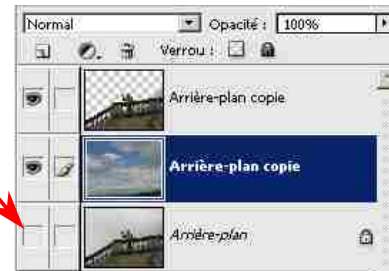 Normal Opacité : 100%
Verrou :
Arrière-plan copie
Arrière-plan copie
Arrière-plan